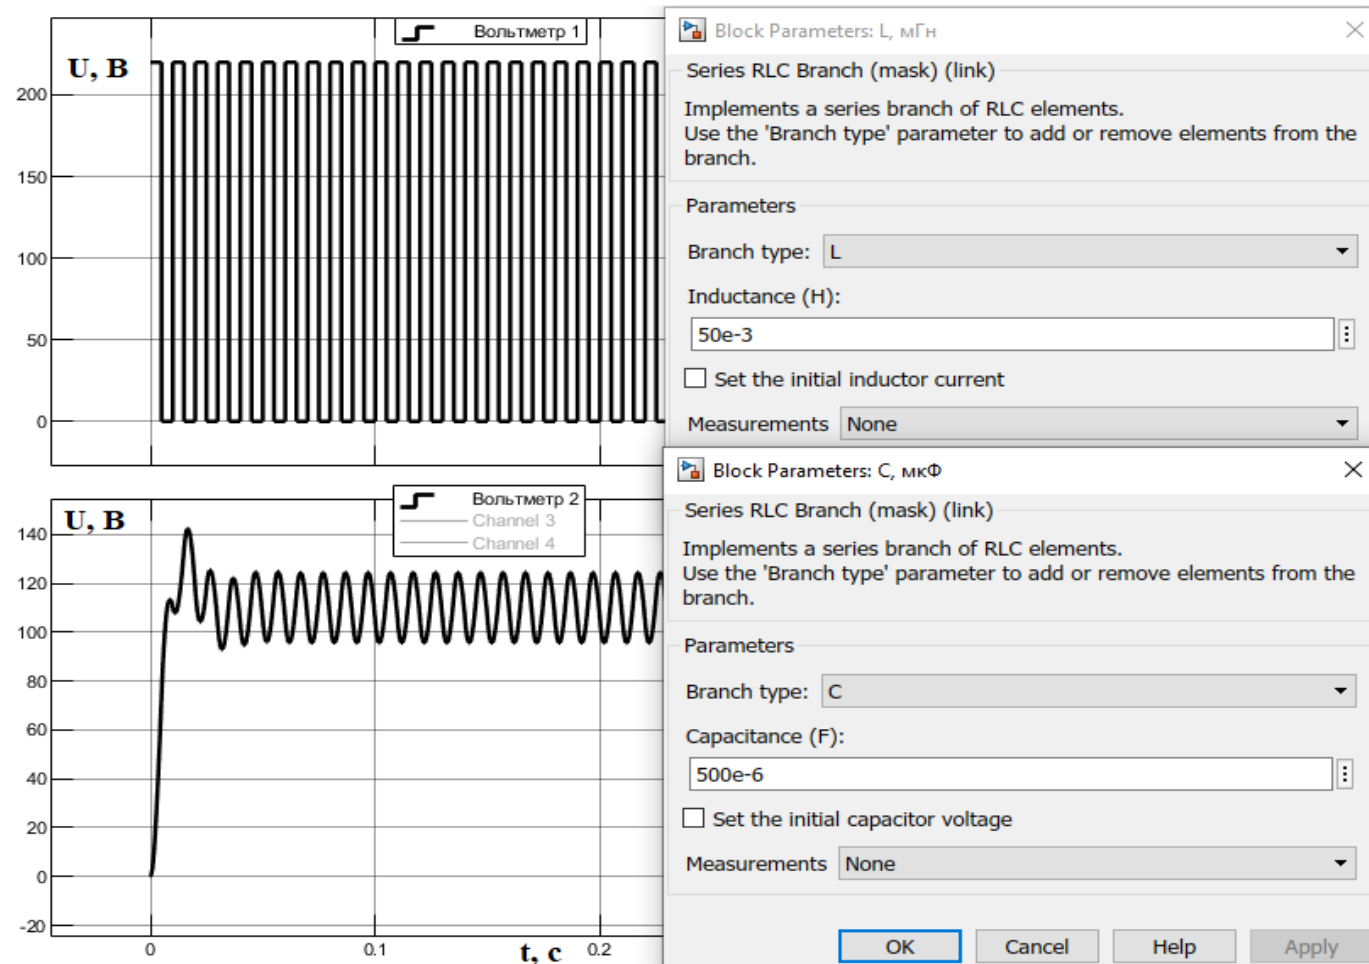 Вольтметр 1
U, В
200
150
100
50
0
Вольтметр 2
Channel 3
Channel 4
U, В
140
120
100
80
60
40
20
0
-20
0
0.1
0.2
t, c
Block Parameters: L, мГн
Series RLC Branch (mask) (link)
Implements a series branch of RLC elements.
Use the 'Branch type' parameter to add or remove elements from the
branch.
Parameters
Branch type: L
Inductance (H):
50e-3
Set the initial inductor current
Measurements None
Block Parameters: C, мкФ
Series RLC Branch (mask) (link)
Implements a series branch of RLC elements.
Use the 'Branch type' parameter to add or remove elements from the
branch.
Parameters
Branch type: C
Capacitance (F):
500e-6
Set the initial capacitor voltage
Measurements None
OK Cancel Help Apply